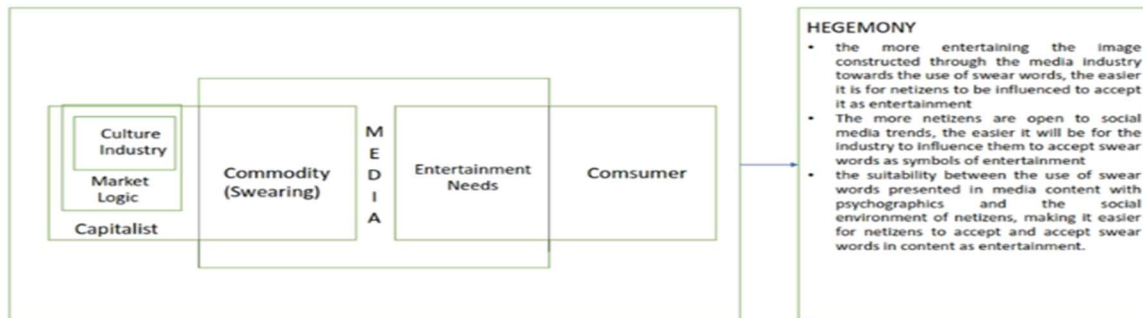 Culture
Industry
Market
Logic
Capitalist
Commodity
(Swearing)
M
E
D
I
A
Entertainment
Needs
Comsumer
HEGEMONY
• the more entertaining the image
constructed through the media industry
towards the use of swear words, the easier
it is for netizens to be influenced to accept
it as entertainment
• The more netizens are open to social
media trends, the easier it will be for the
industry to influence them to accept swear
words as symbols of entertainment
• the suitability between the use of swear
words presented in media content with
psychographics and the social
environment of netizens, making it easier
for netizens to accept and accept swear
words in content as entertainment.